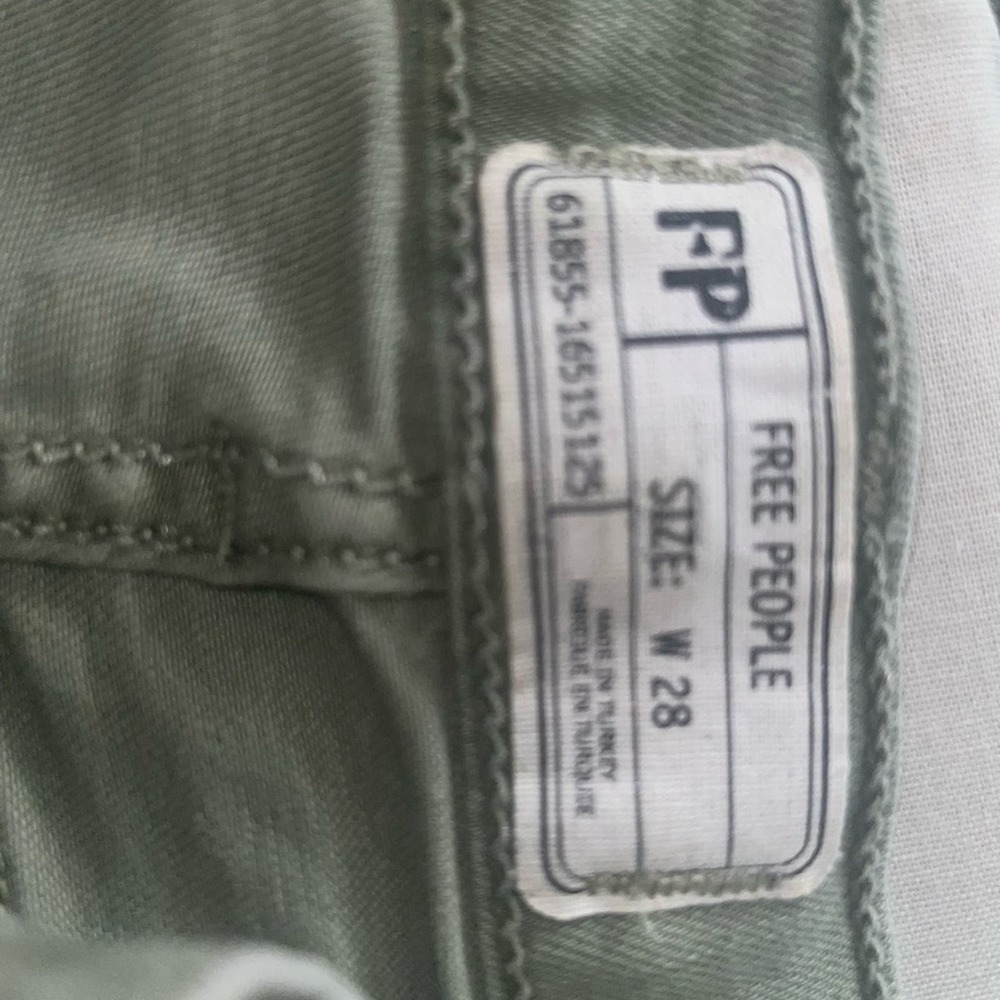 FP
FREE PEOPLE
SIZE: W 28
61855-16515125
MADE IN TURKEY
FABRIQUE EN TURQUIE